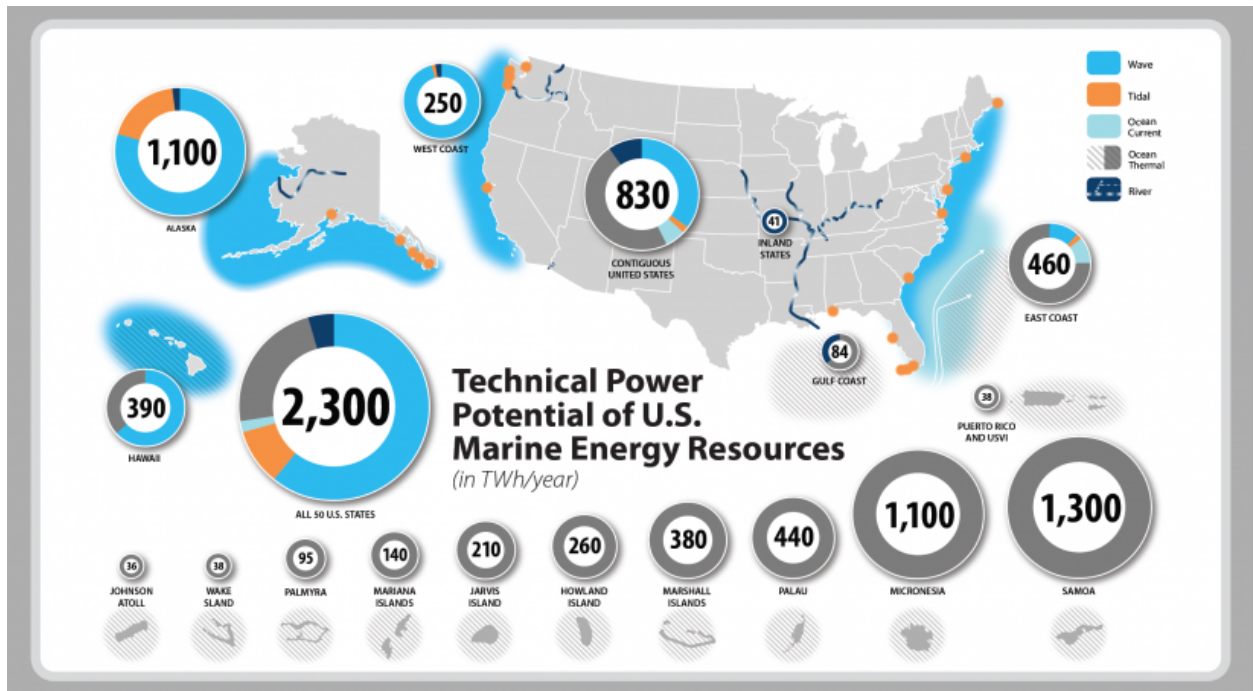 Wave
Tidal
Ocean
Current
Ocean
Thermal
River
1,100
ALASKA
250
WEST COAST
830
CONTIGUOUS
UNITED STATES
41
INLAND
STATES
460
EAST COAST
84
GULF COAST
390
HAWAII
2,300
ALL 50 U.S. STATES
Technical Power
Potential of U.S.
Marine Energy Resources
(in TWh/year)
38
PUERTO RICO
AND USVI
36
JOHNSON
ATOLL
38
WAKE
SLAND
95
PALMYRA
140
MARIANA
ISLANDS
210
JARVIS
ISLAND
260
HOWLAND
ISLAND
380
MARSHALL
ISLANDS
440
PALAU
1,100
MICRONESIA
1,300
SAMOA